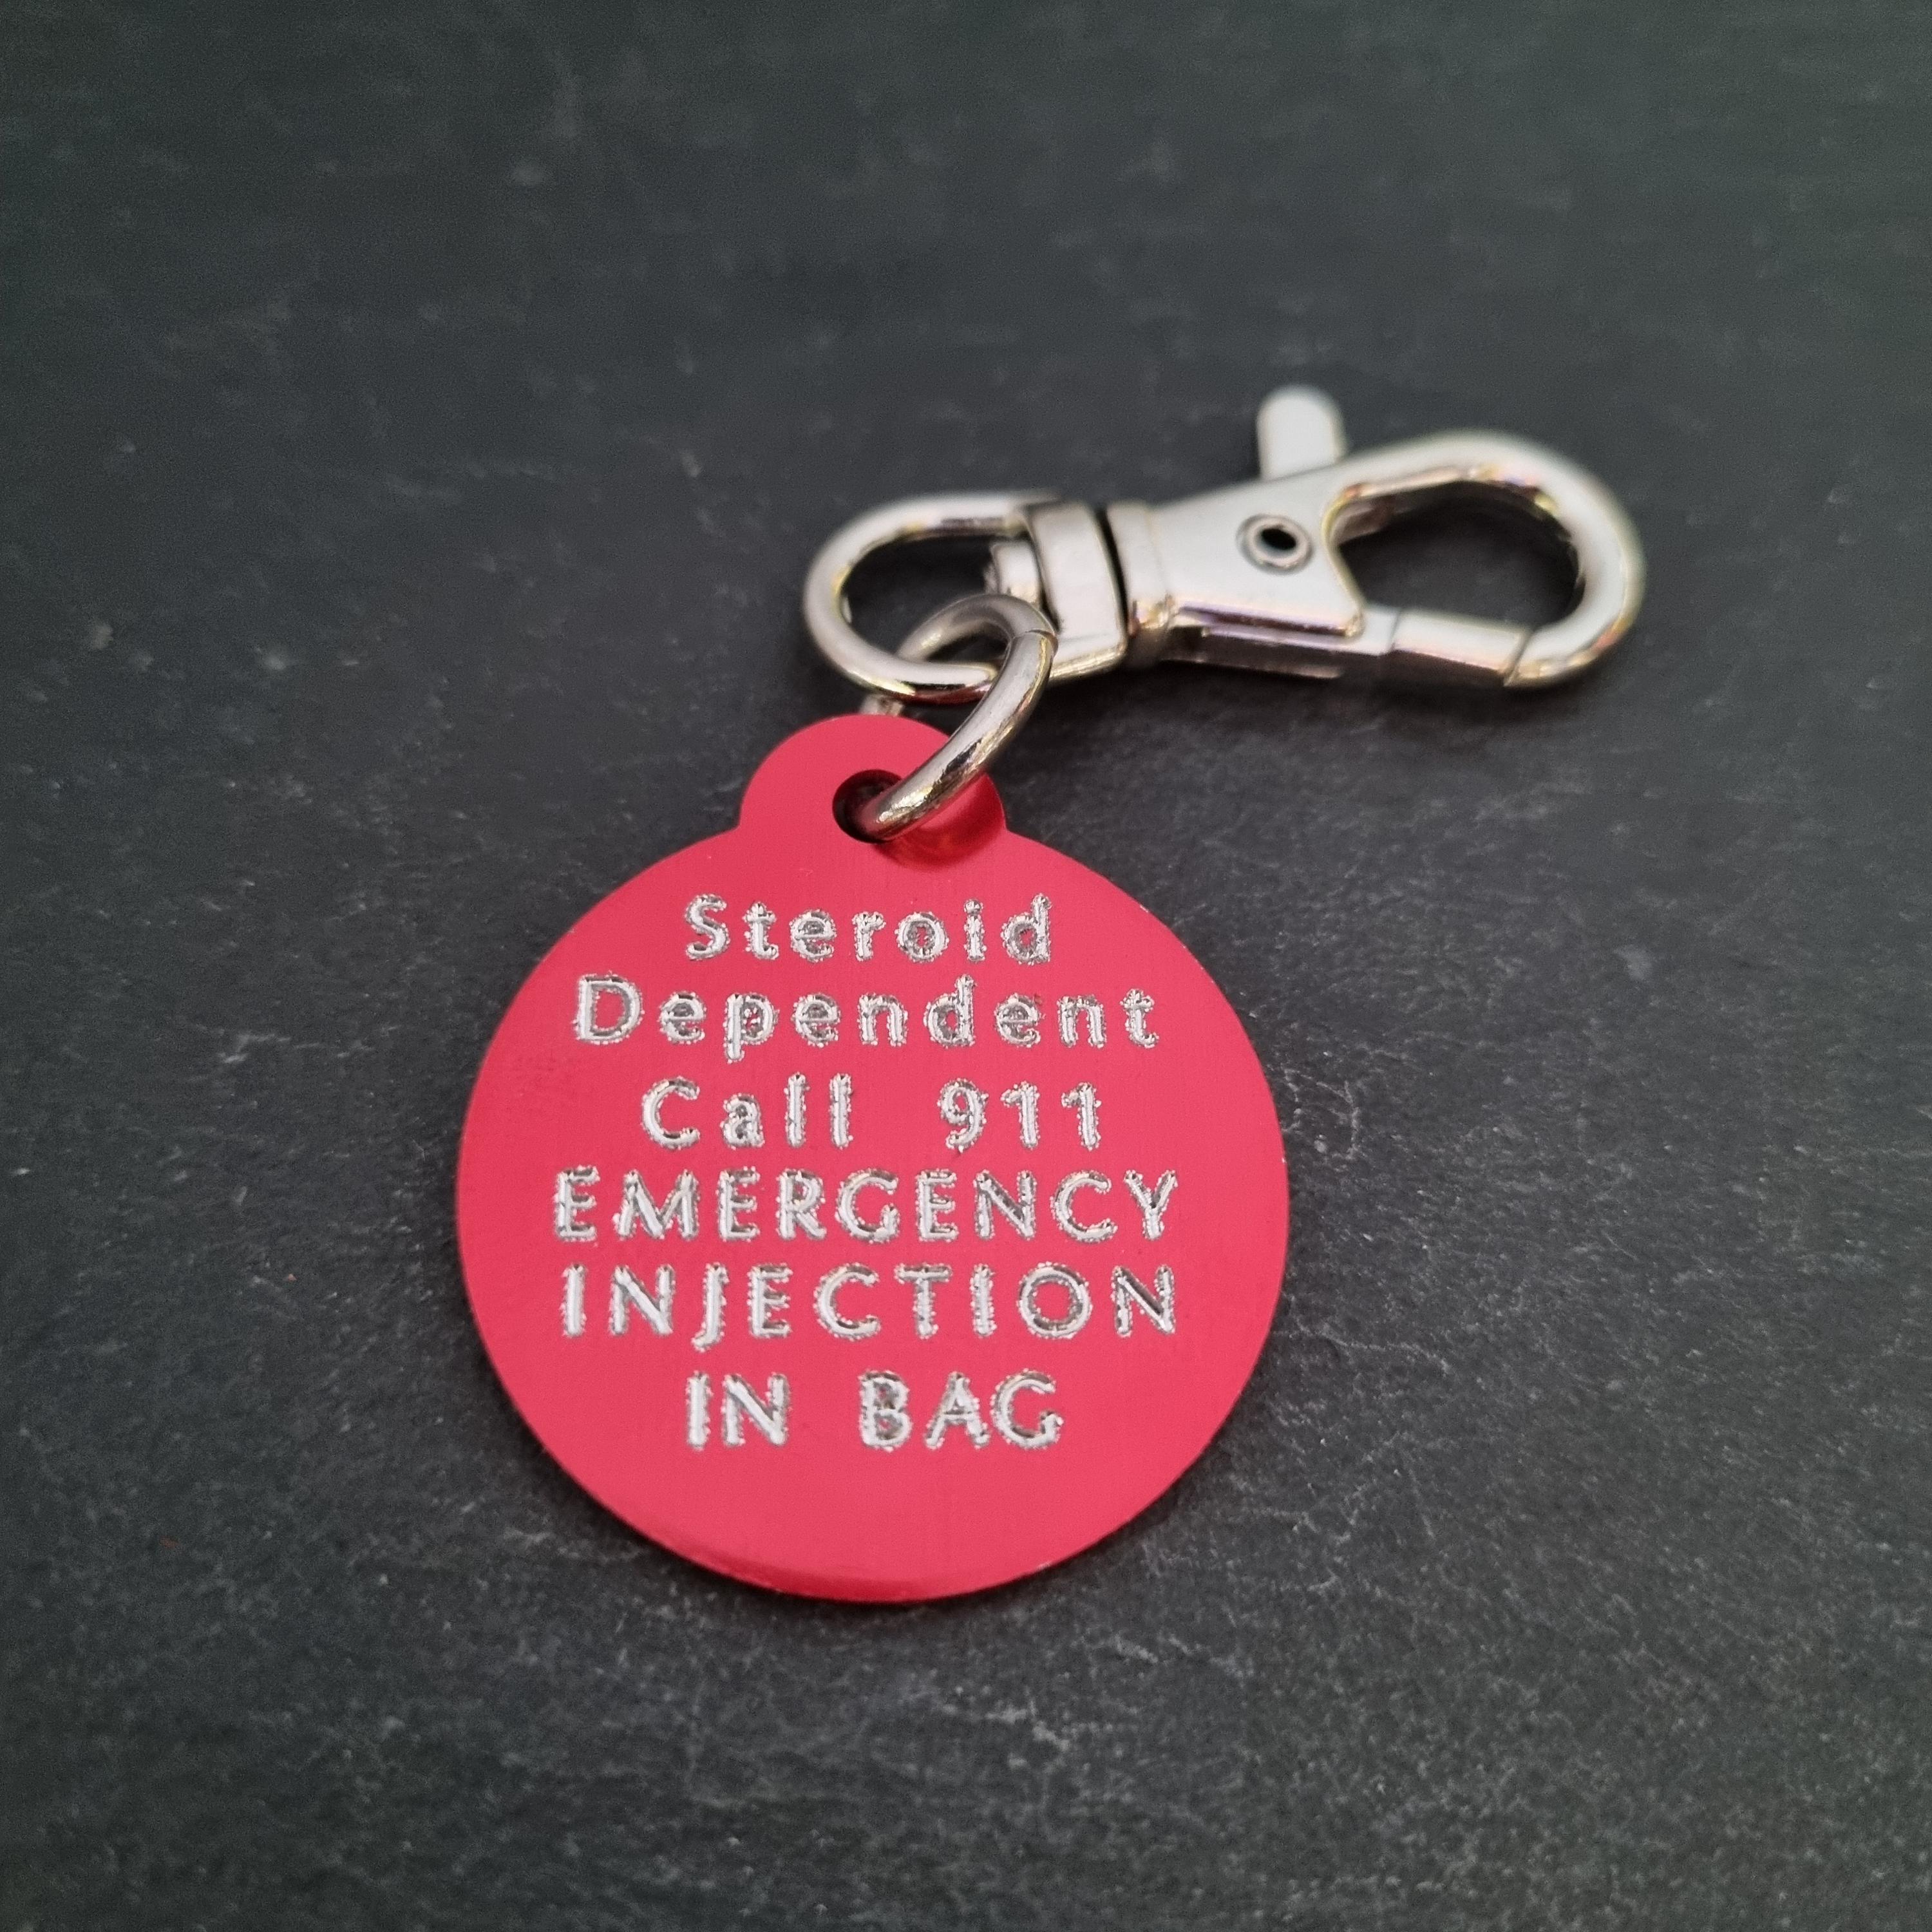 Steroid
Dependent
Call 911
EMERGENCY
INJECTION
IN BAG